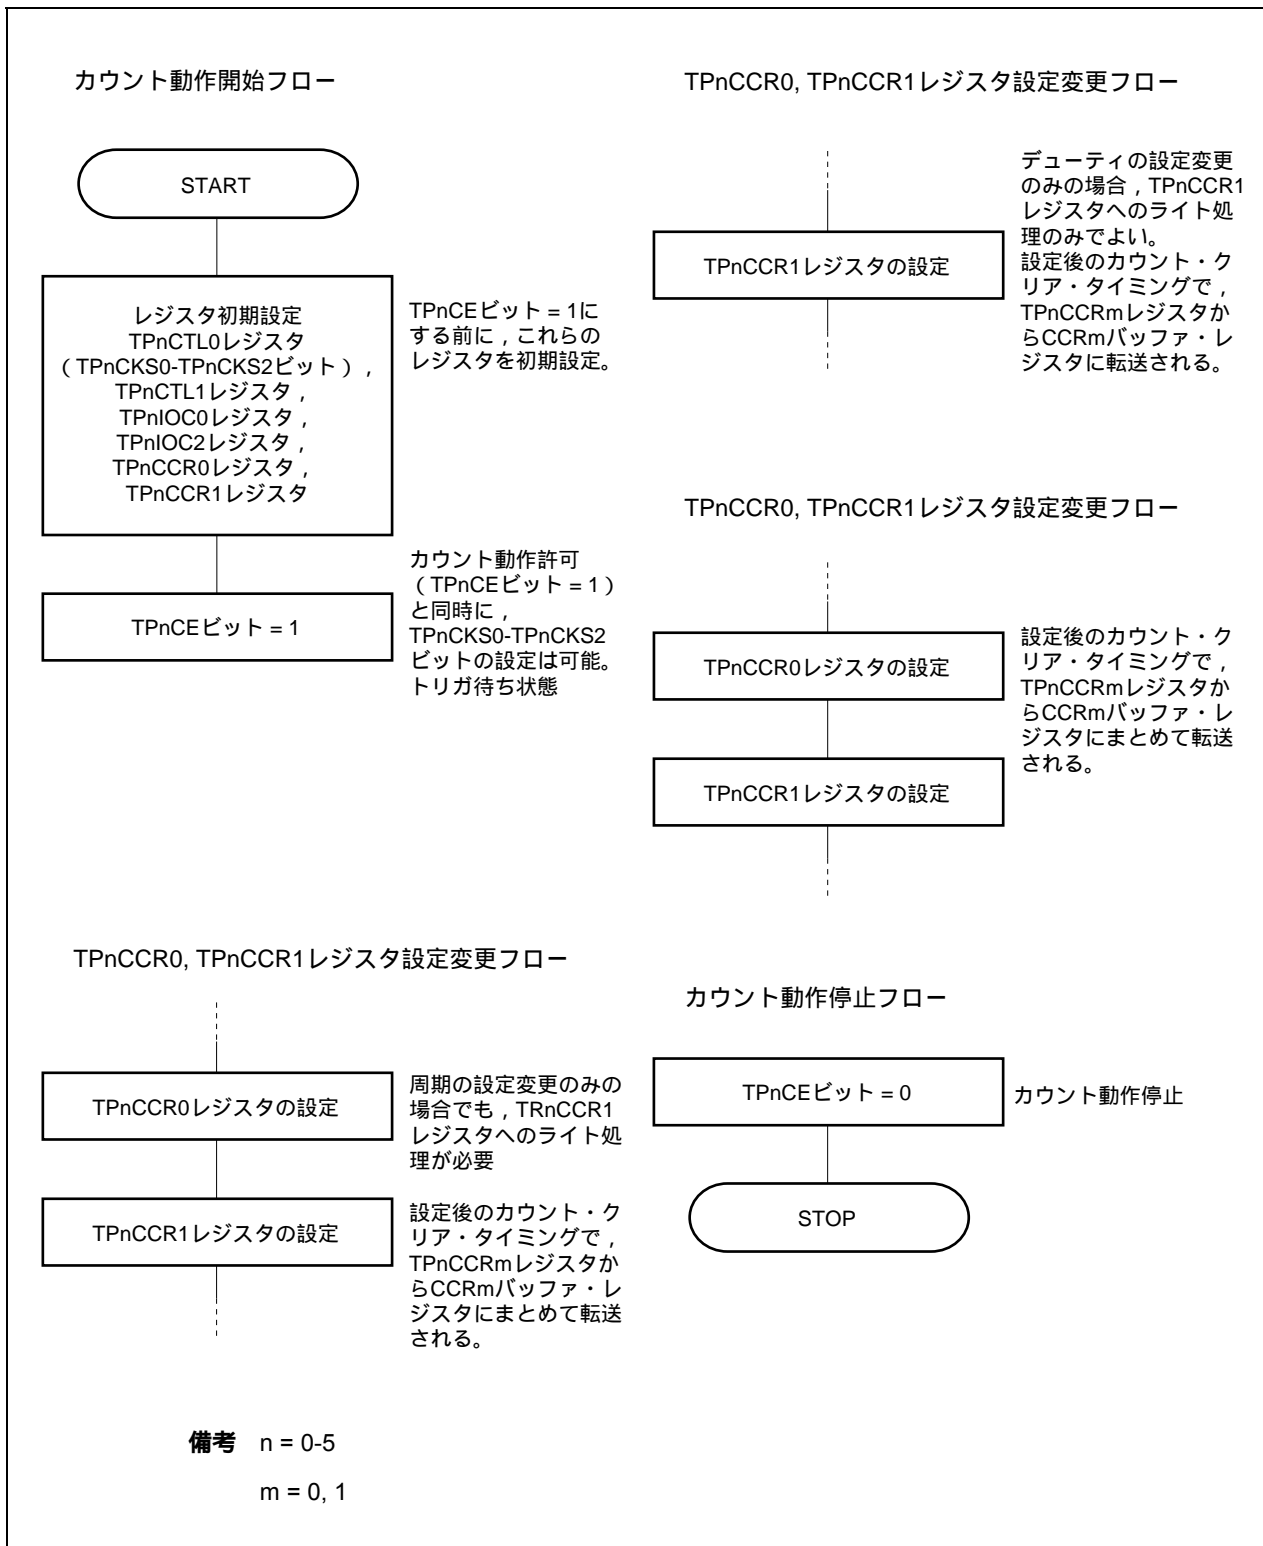 カウント動作開始フロー
START
レジスタ初期設定
TPnCTL0レジスタ
（TPnCKS0-TPnCKS2ビット），
TPnCTL1レジスタ，
TPnIOC0レジスタ，
TPnIOC2レジスタ，
TPnCCR0レジスタ，
TPnCCR1レジスタ
TPnCEビット = 1に
する前に，これらの
レジスタを初期設定。
TPnCEビット = 1
カウント動作許可
（TPnCEビット = 1）
と同時に，
TPnCKS0-TPnCKS2
ビットの設定は可能。
トリガ待ち状態
TPnCCR0, TPnCCR1レジスタ設定変更フロー
TPnCCR0レジスタの設定
周期の設定変更のみの
場合でも，TRnCCR1
レジスタへのライト処
理が必要
TPnCCR1レジスタの設定
設定後のカウント・ク
リア・タイミングで，
TPnCCRmレジスタか
らCCRmバッファ・レ
ジスタにまとめて転送
される。
TPnCCR0, TPnCCR1レジスタ設定変更フロー
TPnCCR1レジスタの設定
デューティの設定変更
のみの場合，TPnCCR1
レジスタへのライト処
理のみでよい。
設定後のカウント・ク
リア・タイミングで，
TPnCCRmレジスタか
らCCRmバッファ・レ
ジスタに転送される。
TPnCCR0, TPnCCR1レジスタ設定変更フロー
TPnCCR0レジスタの設定
設定後のカウント・ク
リア・タイミングで，
TPnCCRmレジスタか
らCCRmバッファ・レ
ジスタにまとめて転送
される。
TPnCCR1レジスタの設定
カウント動作停止フロー
TPnCEビット = 0
カウント動作停止
STOP
備考 n = 0-5
m = 0, 1